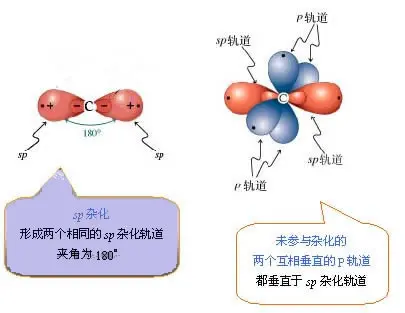 • + − C − + •
180°
sp
sp
sp 杂化
形成两个相同的 sp 杂化轨道
夹角为 180°
p 轨道
sp轨道
C
sp轨道
p 轨道
未参与杂化的
两个互相垂直的 p 轨道
都垂直于 sp 杂化轨道